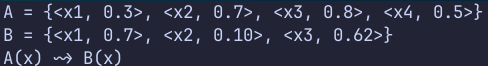 A = {<x1, 0.3>, <x2, 0.7>, <x3, 0.8>, <x4, 0.5>}
B = {<x1, 0.7>, <x2, 0.10>, <x3, 0.62>}
A(x) ⇝ B(x)